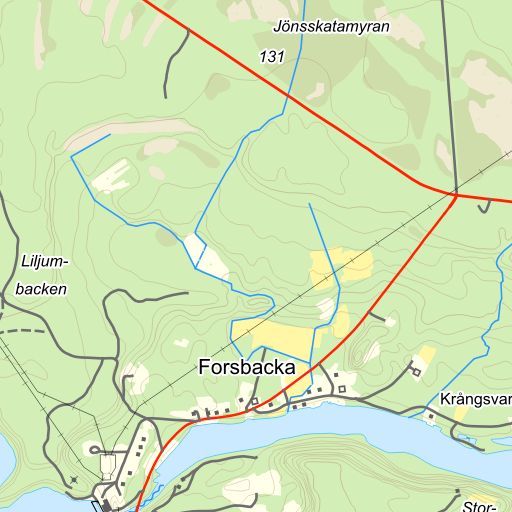 Jönsskatamyran
131
Liljum-
backen
Forsbacka
Krångsvar
Stor-